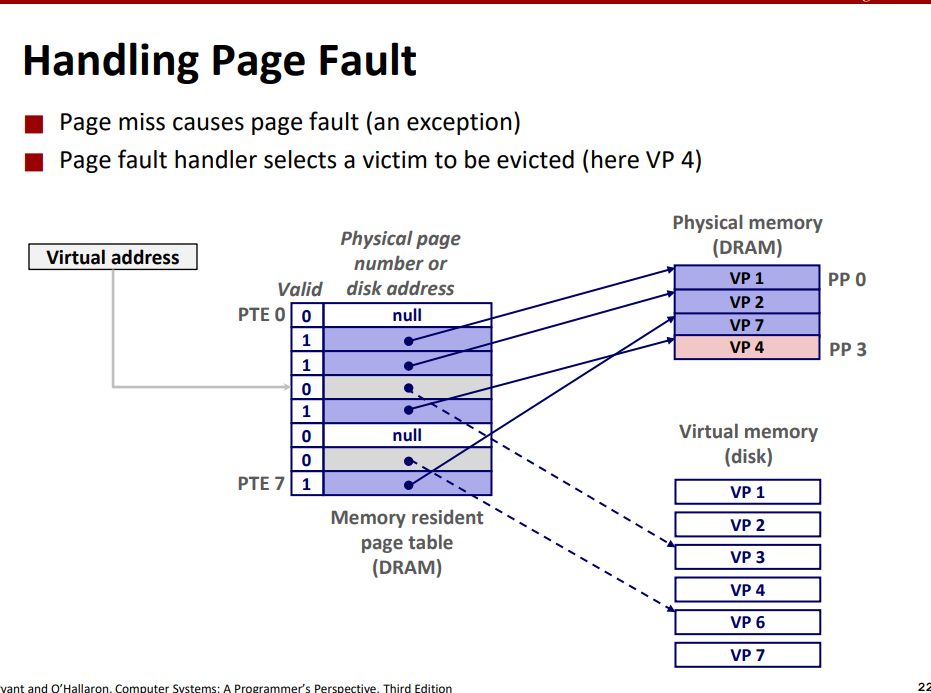 Handling Page Fault
Page miss causes page fault (an exception)
Page fault handler selects a victim to be evicted (here VP 4)
Virtual address
Physical page
number or
disk address
Valid
PTE 0
0
null
1
1
0
1
0
null
0
PTE 7
1
Memory resident
page table
(DRAM)
Physical memory
(DRAM)
VP 1
PP 0
VP 2
VP 7
VP 4
PP 3
Virtual memory
(disk)
VP 1
VP 2
VP 3
VP 4
VP 6
VP 7
ryant and O’Hallaron, Computer Systems: A Programmer’s Perspective, Third Edition
22